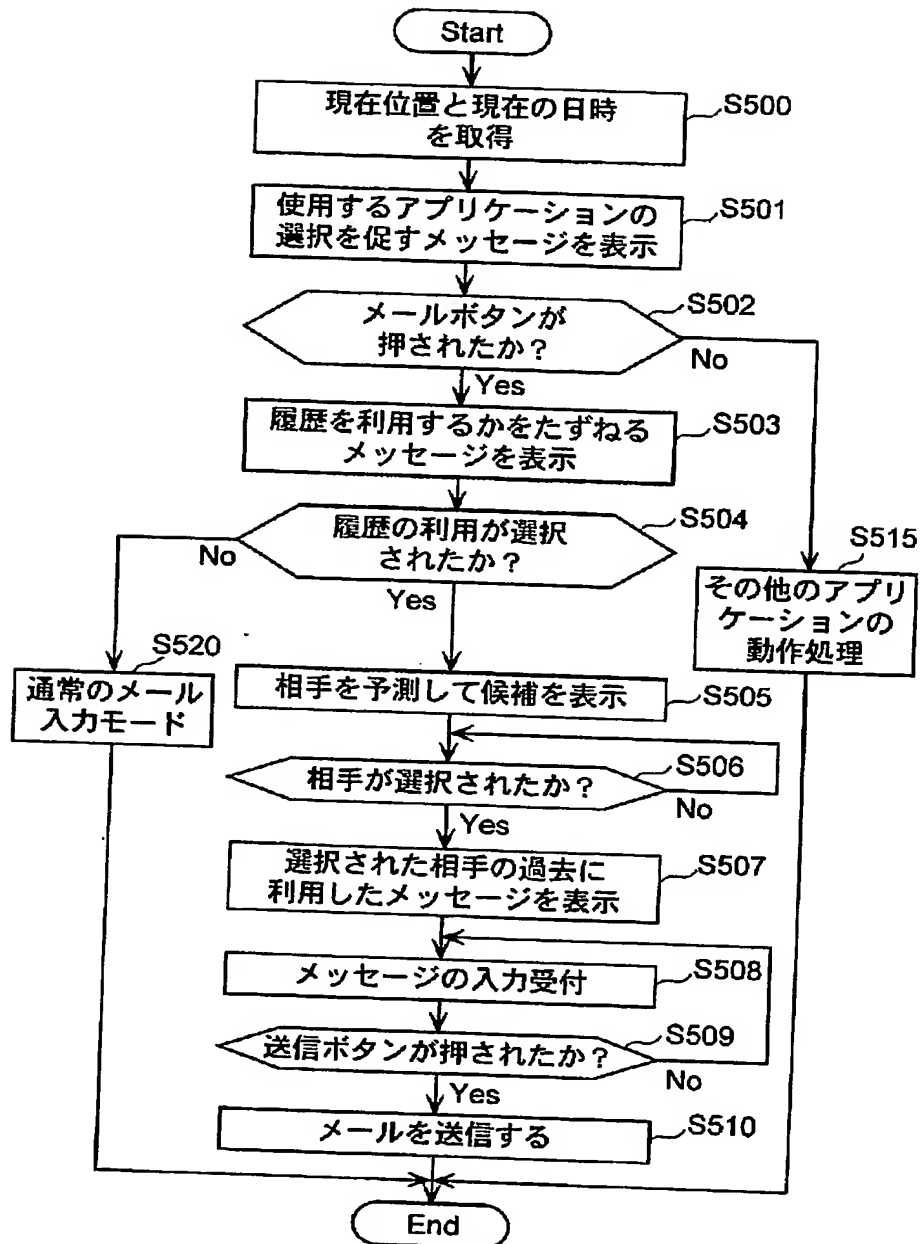 Start
現在位置と現在の日時
を取得
S500
使用するアプリケーションの
選択を促すメッセージを表示
S501
メールボタンが
押されたか？
S502
No
Yes
履歴を利用するかをたずねる
メッセージを表示
S503
履歴の利用が選択
されたか？
S504
No
Yes
S515
その他のアプリ
ケーションの
動作処理
S520
通常のメール
入力モード
相手を予測して候補を表示
S505
相手が選択されたか？
S506
No
Yes
選択された相手の過去に
利用したメッセージを表示
S507
メッセージの入力受付
S508
送信ボタンが押されたか？
S509
No
Yes
メールを送信する
S510
End